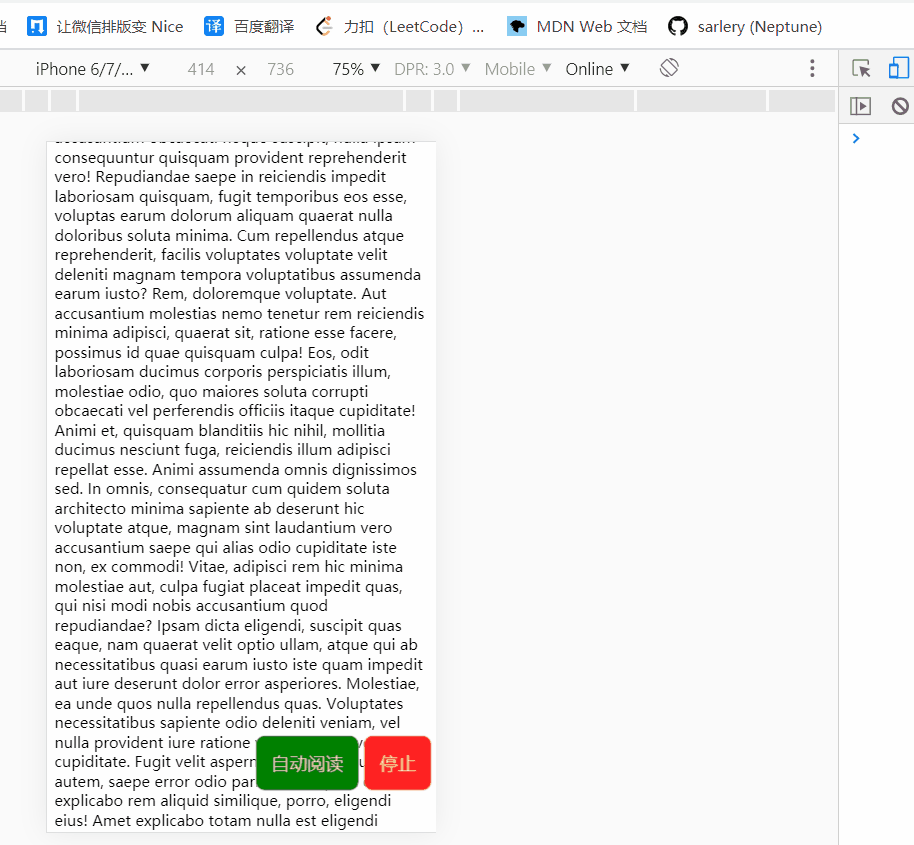 让微信排版变 Nice 译 百度翻译 力扣（LeetCode）... MDN Web 文档 sarlery (Neptune)
iPhone 6/7/... ▼ 414 × 736 75% ▼ DPR: 3.0 ▼ Mobile ▼ Online ▼
consequuntur quisquam provident reprehenderit
vero! Repudiandae saepe in reiciendis impedit
laboriosam quisquam, fugit temporibus eos esse,
voluptas earum dolorum aliquam quaerat nulla
doloribus soluta minima. Cum repellendus atque
reprehenderit, facilis voluptates voluptate velit
deleniti magnam tempora voluptatibus assumenda
earum iusto? Rem, doloremque voluptate. Aut
accusantium molestias nemo tenetur rem reiciendis
minima adipisci, quaerat sit, ratione esse facere,
possimus id quae quisquam culpa! Eos, odit
laboriosam ducimus corporis perspiciatis illum,
molestiae odio, quo maiores soluta corrupti
obcaecati vel perferendis officiis itaque cupiditate!
Animi et, quisquam blanditiis hic nihil, mollitia
ducimus nesciunt fuga, reiciendis illum adipisci
repellat esse. Animi assumenda omnis dignissimos
sed. In omnis, consequatur cum quidem soluta
architecto minima sapiente ab deserunt hic
voluptate atque, magnam sint laudantium vero
accusantium saepe qui alias odio cupiditate iste
non, ex commodi! Vitae, adipisci rem hic minima
molestiae aut, culpa fugiat placeat impedit quas,
qui nisi modi nobis accusantium quod
repudiandae? Ipsam dicta eligendi, suscipit quas
eaque, nam quaerat velit optio ullam, atque qui ab
necessitatibus quasi earum iusto iste quam impedit
aut iure deserunt dolor error asperiores. Molestiae,
ea unde quos nulla repellendus quas. Voluptates
necessitatibus sapiente odio deleniti veniam, vel
nulla provident iure ratione
cupiditate. Fugit velit
autem, saepe error odio
explicabo rem aliquid similique, porro, eligendi
eius! Amet explicabo totam nulla est eligendi
自动阅读 停止